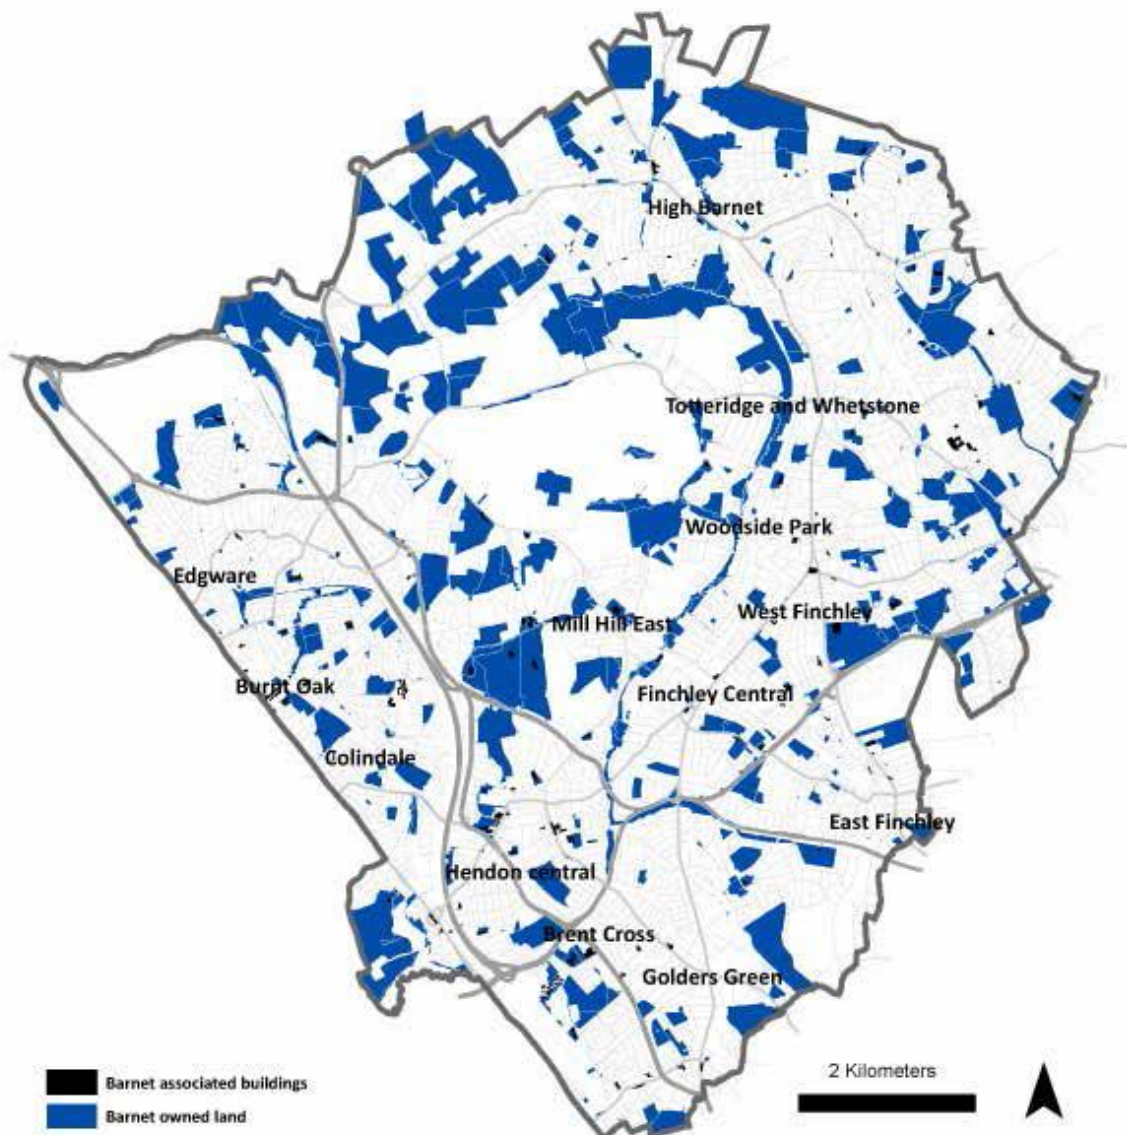 High Barnet
Totteridge and Whetstone
Woodside Park
Edgware
West Finchley
Mill Hill East
Burnt Oak
Finchley Central
Colindale
East Finchley
Hendon central
Brent Cross
Golders Green
Barnet associated buildings
Barnet owned land
2 Kilometers